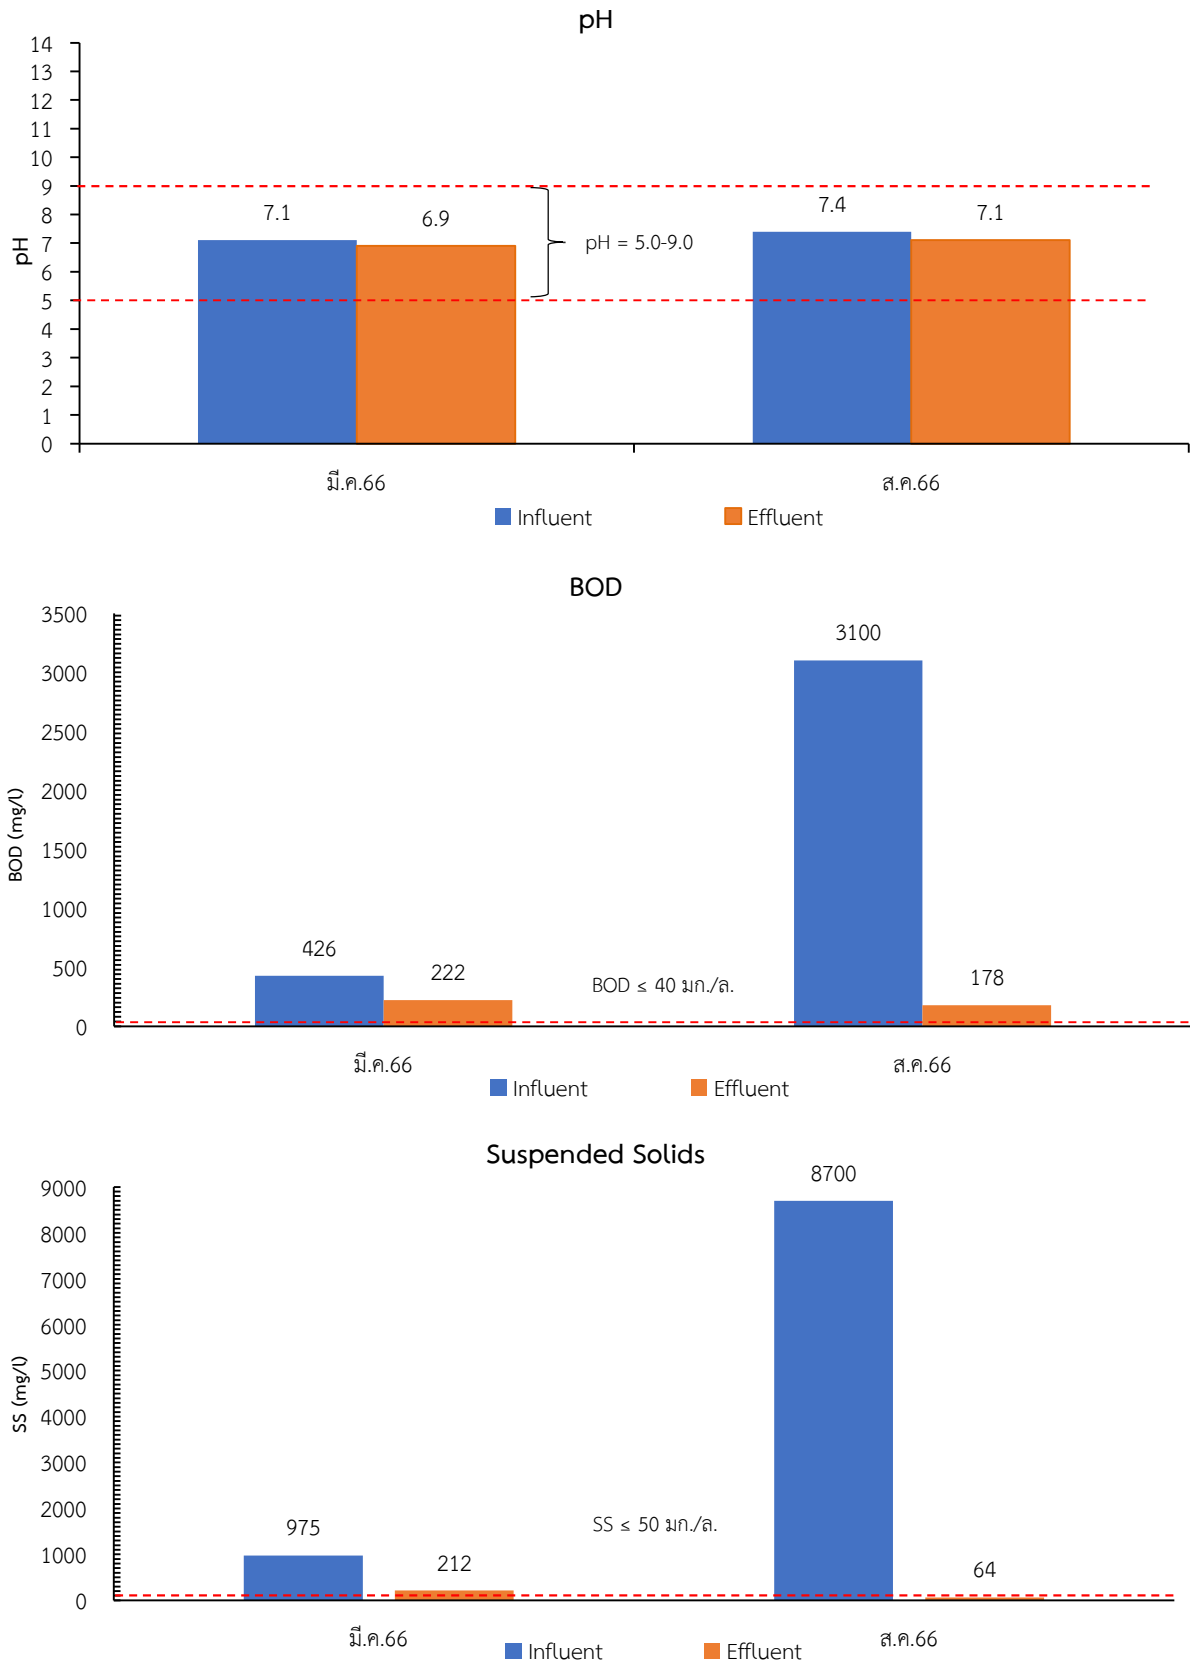 pH
14
13
12
11
10
9
8
7
6
5
4
3
2
1
0
pH
7.1
6.9
7.4
7.1
pH = 5.0-9.0
มี.ค.66
ส.ค.66
Influent
Effluent
BOD
3500
3000
2500
2000
1500
1000
500
0
BOD (mg/l)
426
222
3100
178
BOD ≤ 40 มก./ล.
มี.ค.66
ส.ค.66
Influent
Effluent
Suspended Solids
9000
8000
7000
6000
5000
4000
3000
2000
1000
0
SS (mg/l)
975
212
8700
64
SS ≤ 50 มก./ล.
มี.ค.66
ส.ค.66
Influent
Effluent